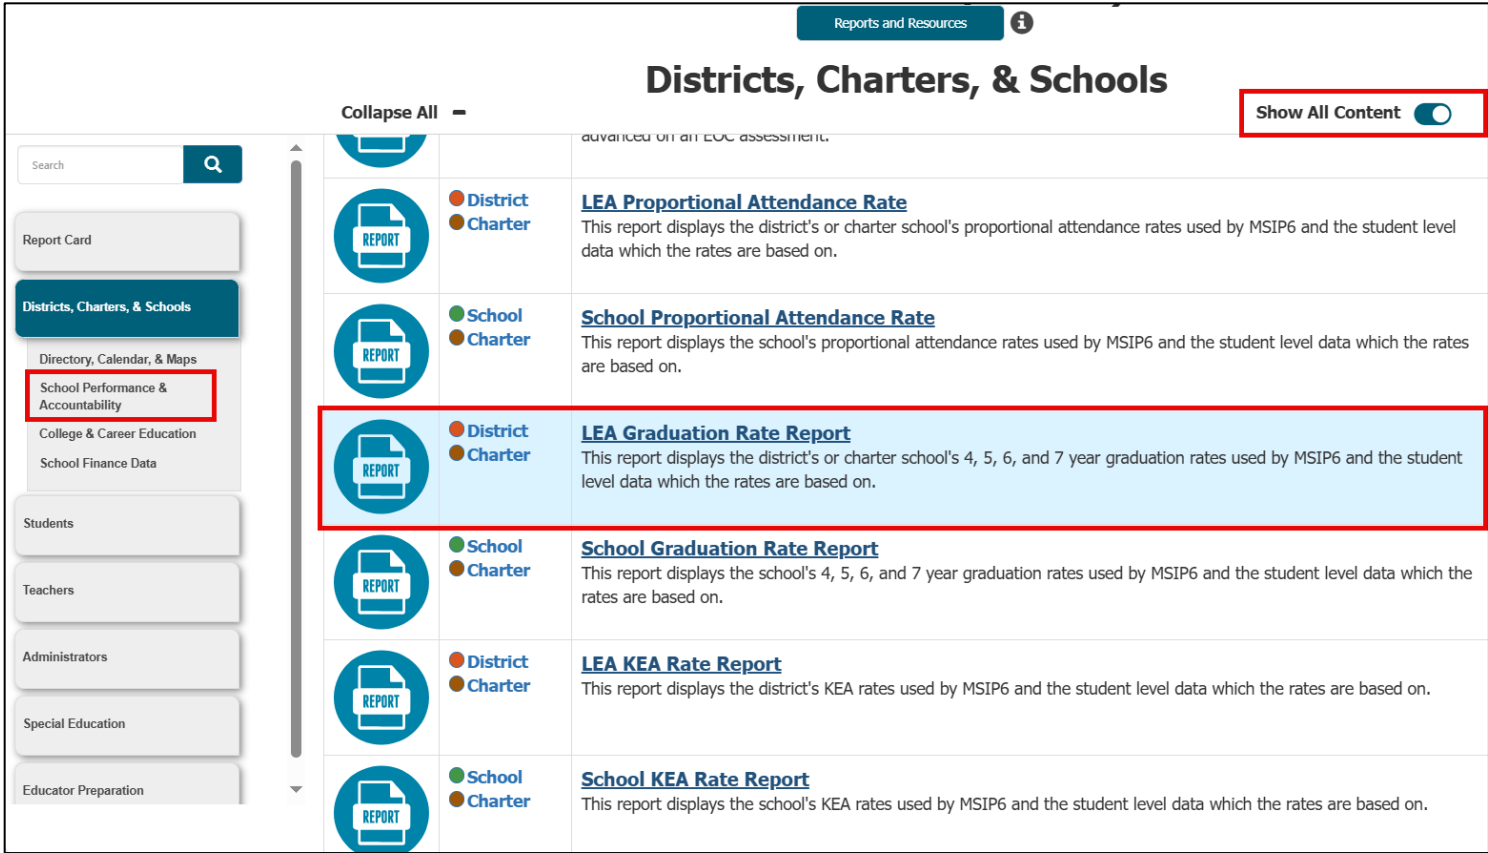 Reports and Resources
Districts, Charters, & Schools
Collapse All
Show All Content
Search
Report Card
Districts, Charters, & Schools
Directory, Calendar, & Maps
School Performance &
Accountability
College & Career Education
School Finance Data
Students
Teachers
Administrators
Special Education
Educator Preparation
advanced on an EOC assessment.
REPORT
District
Charter
LEA Proportional Attendance Rate
This report displays the district's or charter school's proportional attendance rates used by MSIP6 and the student level
data which the rates are based on.
REPORT
School
Charter
School Proportional Attendance Rate
This report displays the school's proportional attendance rates used by MSIP6 and the student level data which the rates
are based on.
REPORT
District
Charter
LEA Graduation Rate Report
This report displays the district's or charter school's 4, 5, 6, and 7 year graduation rates used by MSIP6 and the student
level data which the rates are based on.
REPORT
School
Charter
School Graduation Rate Report
This report displays the school's 4, 5, 6, and 7 year graduation rates used by MSIP6 and the student level data which the
rates are based on.
REPORT
District
Charter
LEA KEA Rate Report
This report displays the district's KEA rates used by MSIP6 and the student level data which the rates are based on.
REPORT
School
Charter
School KEA Rate Report
This report displays the school's KEA rates used by MSIP6 and the student level data which the rates are based on.